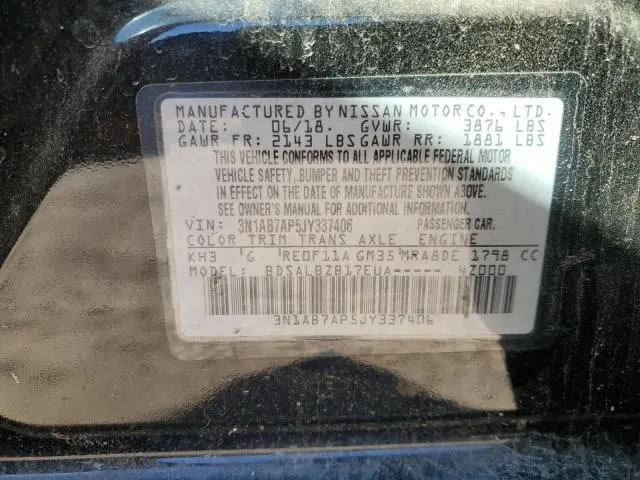 MANUFACTURED BY NISSAN MOTOR CO., LTD.
DATE: 06/18. GVWR: 3876 LBS
GAWR FR: 2143 LBS GAWR RR: 1881 LBS
THIS VEHICLE CONFORMS TO ALL APPLICABLE FEDERAL MOTOR
VEHICLE SAFETY, BUMPER AND THEFT PREVENTION STANDARDS
IN EFFECT ON THE DATE OF MANUFACTURE SHOWN ABOVE.
SEE OWNER'S MANUAL FOR ADDITIONAL INFORMATION.
VIN: 3N1AB7AP5JY337406 PASSENGER CAR.
COLOR TRIM TRANS AXLE ENGINE
KH3 G RE0F11A GM35 MRA8DE 1798 CC
MODEL: BDSALBZB17EUA----- 4Z000
3N1AB7AP5JY337406